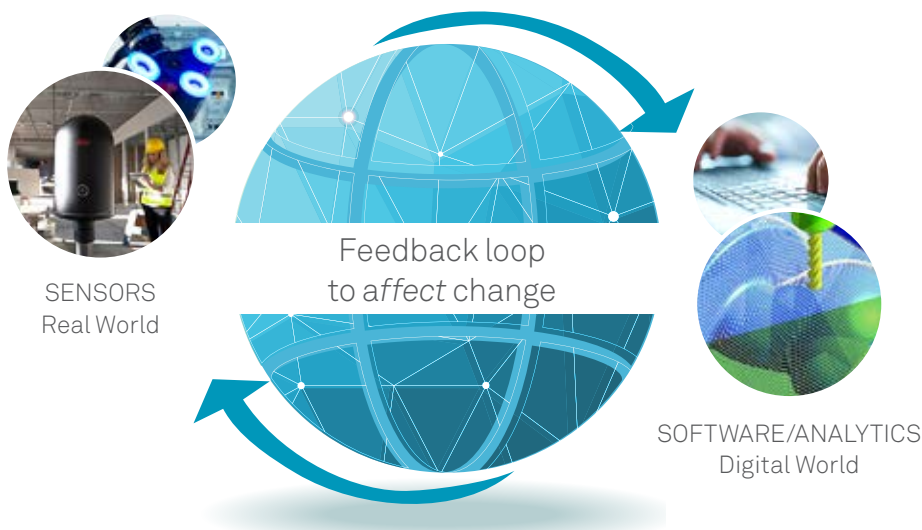 Feedback loop
to affect change
SENSORS
Real World
SOFTWARE/ANALYTICS
Digital World